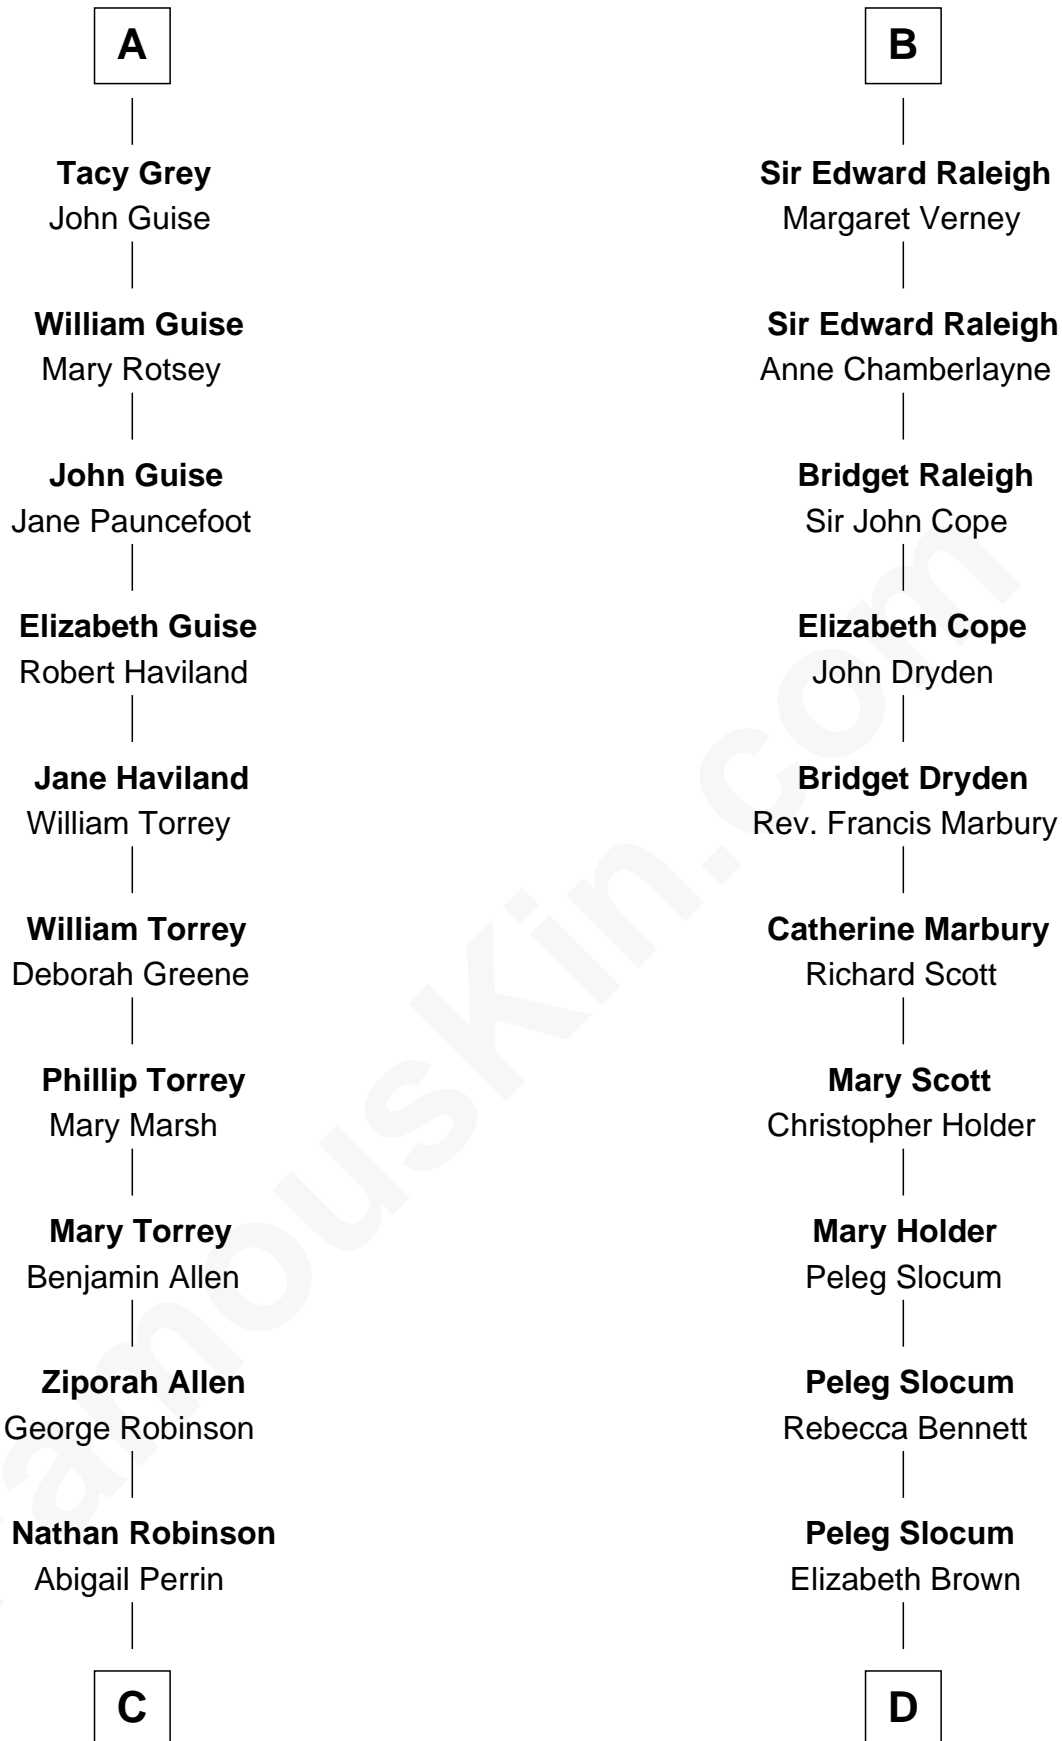 A
Tacy Grey
John Guise
William Guise
Mary Rotsey
John Guise
Jane Pauncefoot
Elizabeth Guise
Robert Haviland
Jane Haviland
William Torrey
William Torrey
Deborah Greene
Phillip Torrey
Mary Marsh
Mary Torrey
Benjamin Allen
Ziporah Allen
George Robinson
Nathan Robinson
Abigail Perrin
C
B
Sir Edward Raleigh
Margaret Verney
Sir Edward Raleigh
Anne Chamberlayne
Bridget Raleigh
Sir John Cope
Elizabeth Cope
John Dryden
Bridget Dryden
Rev. Francis Marbury
Catherine Marbury
Richard Scott
Mary Scott
Christopher Holder
Mary Holder
Peleg Slocum
Peleg Slocum
Rebecca Bennett
Peleg Slocum
Elizabeth Brown
D
FamousKin.com